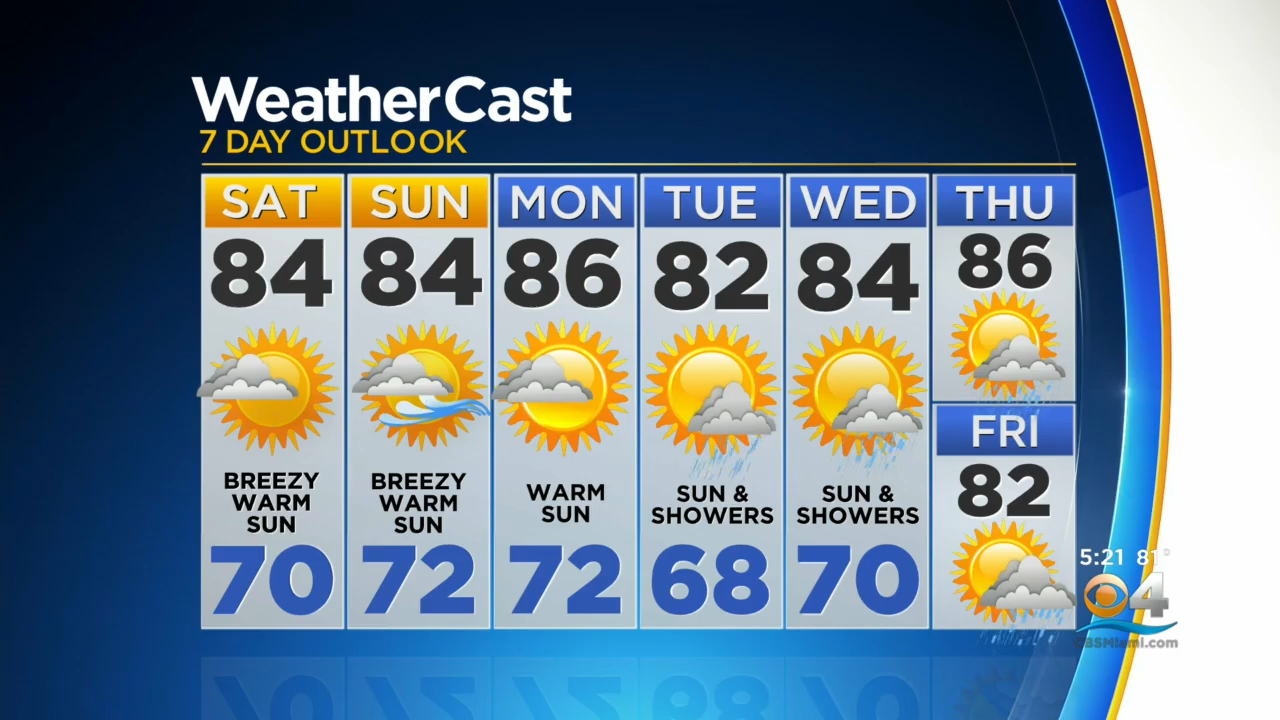 WeatherCast
7 DAY OUTLOOK
SAT
84
BREEZY
WARM
SUN
70
SUN
84
BREEZY
WARM
SUN
72
MON
86
WARM
SUN
72
TUE
82
SUN &
SHOWERS
68
WED
84
SUN &
SHOWERS
70
THU
86
FRI
82
5:21 81°
4
CBSMiami.com